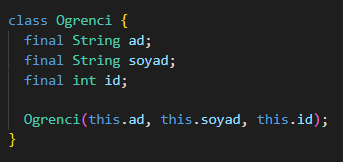 class Ogrenci {
  final String ad;
  final String soyad;
  final int id;

  Ogrenci(this.ad, this.soyad, this.id);
}